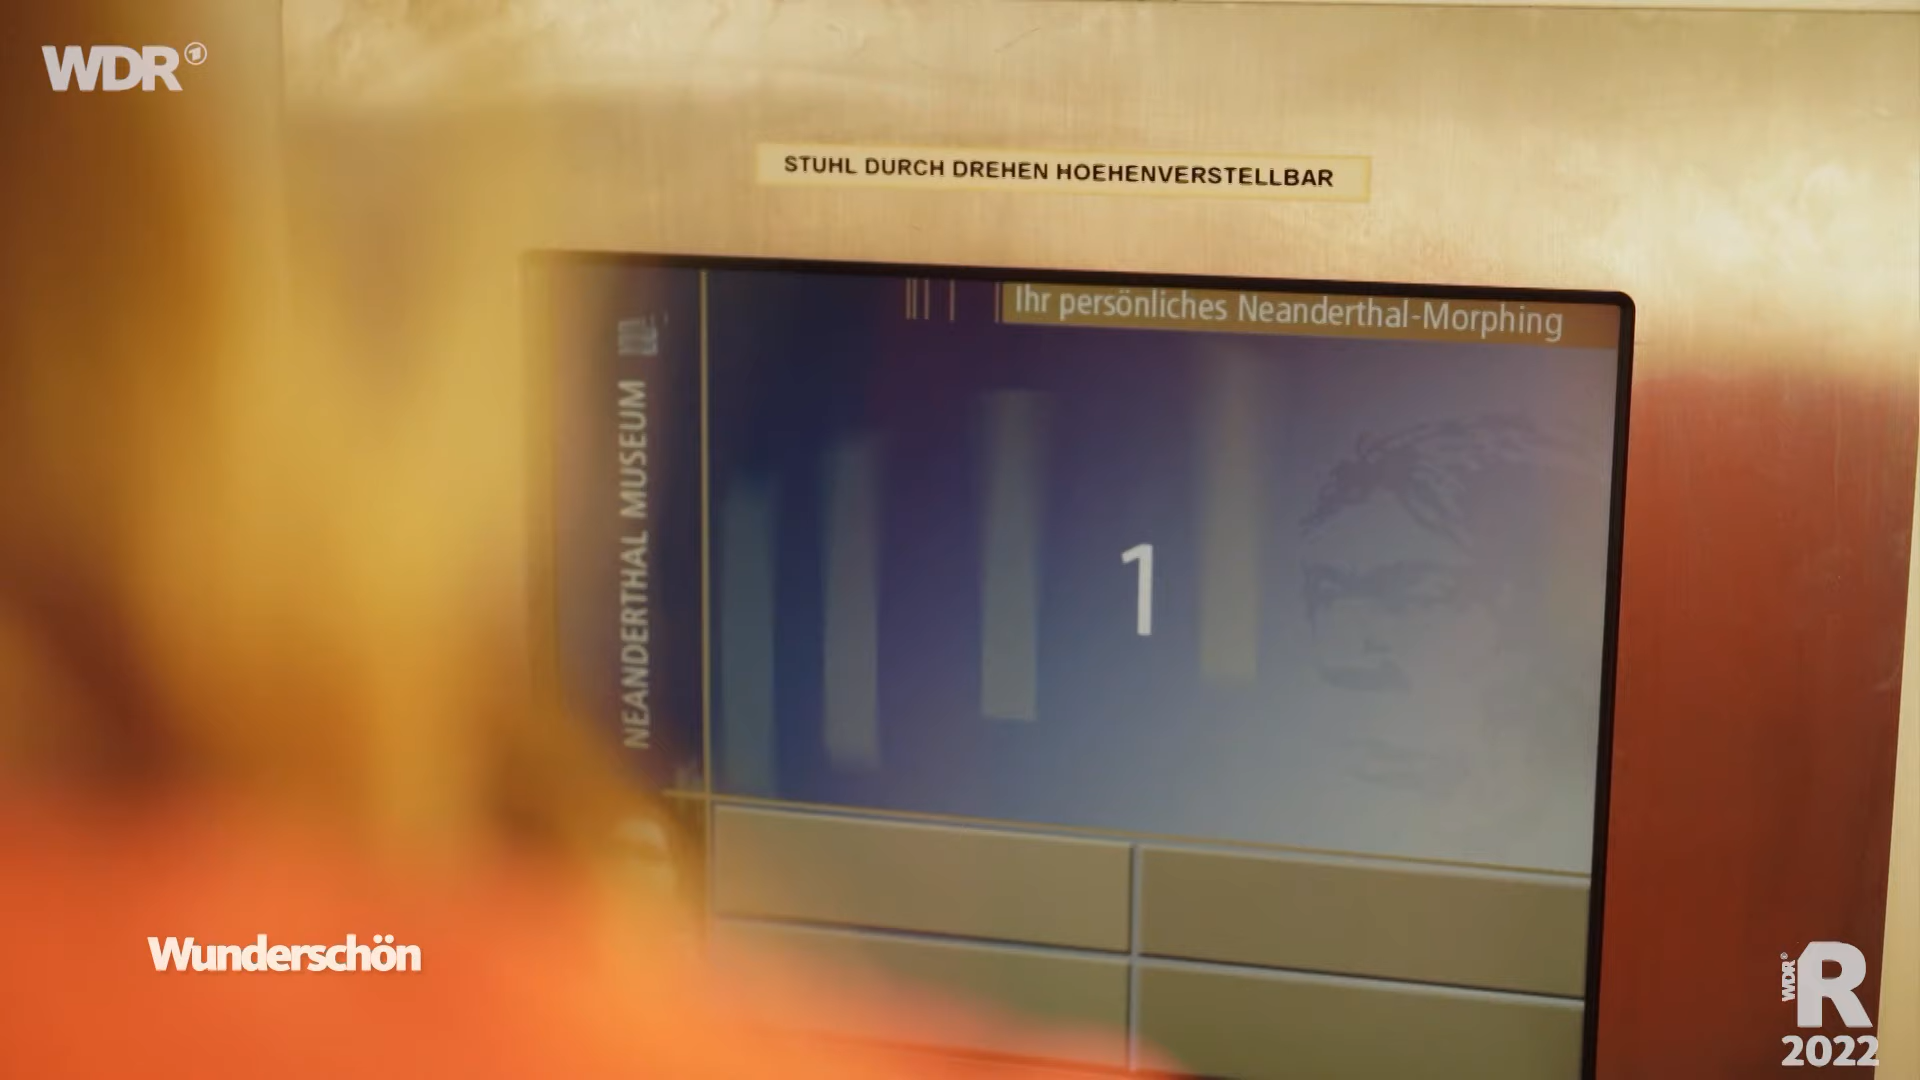 WDR
STUHL DURCH DREHEN HOEHENVERSTELLBAR
Ihr persönliches Neanderthal-Morphing
NEANDERTHAL MUSEUM
1
Wunderschön
WDR
R
2022